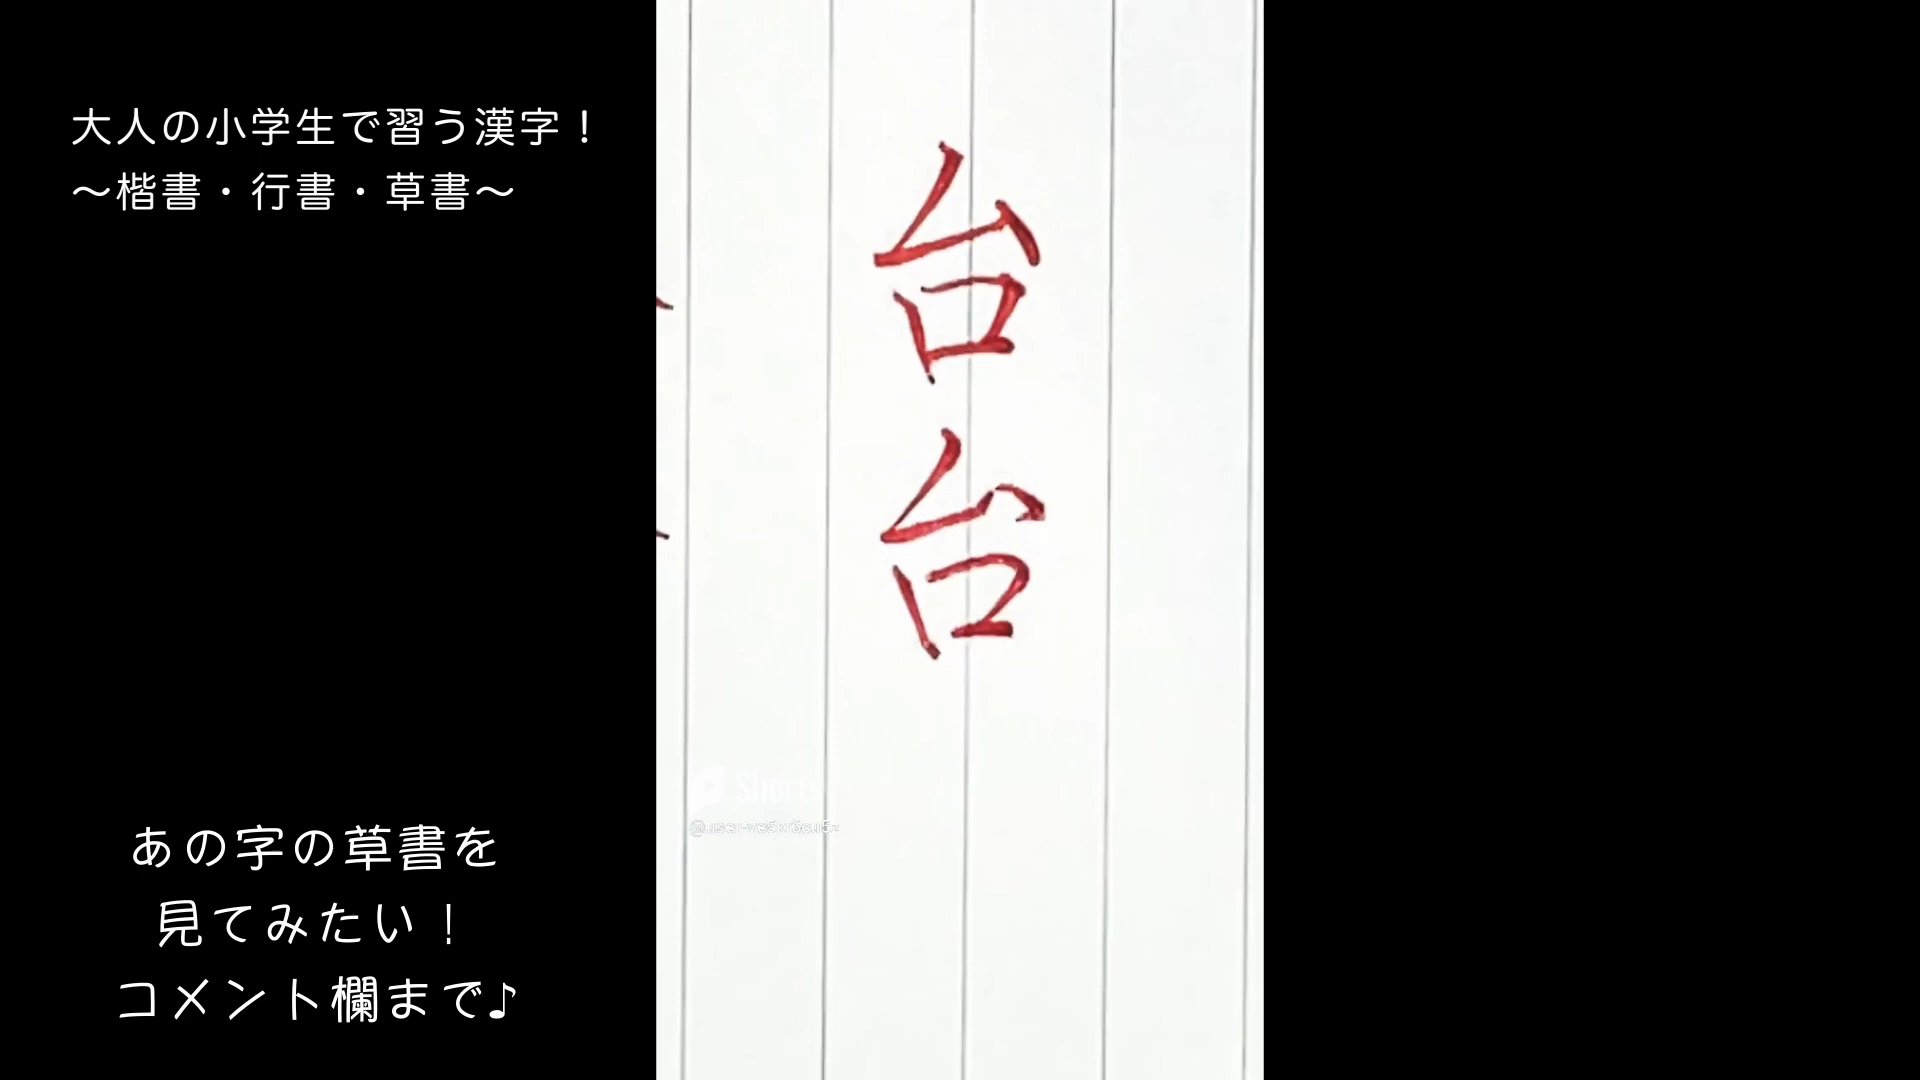 大人の小学生で習う漢字！
～楷書・行書・草書～
台
台
Shorts
あの字の草書を
見てみたい！
コメント欄まで♪